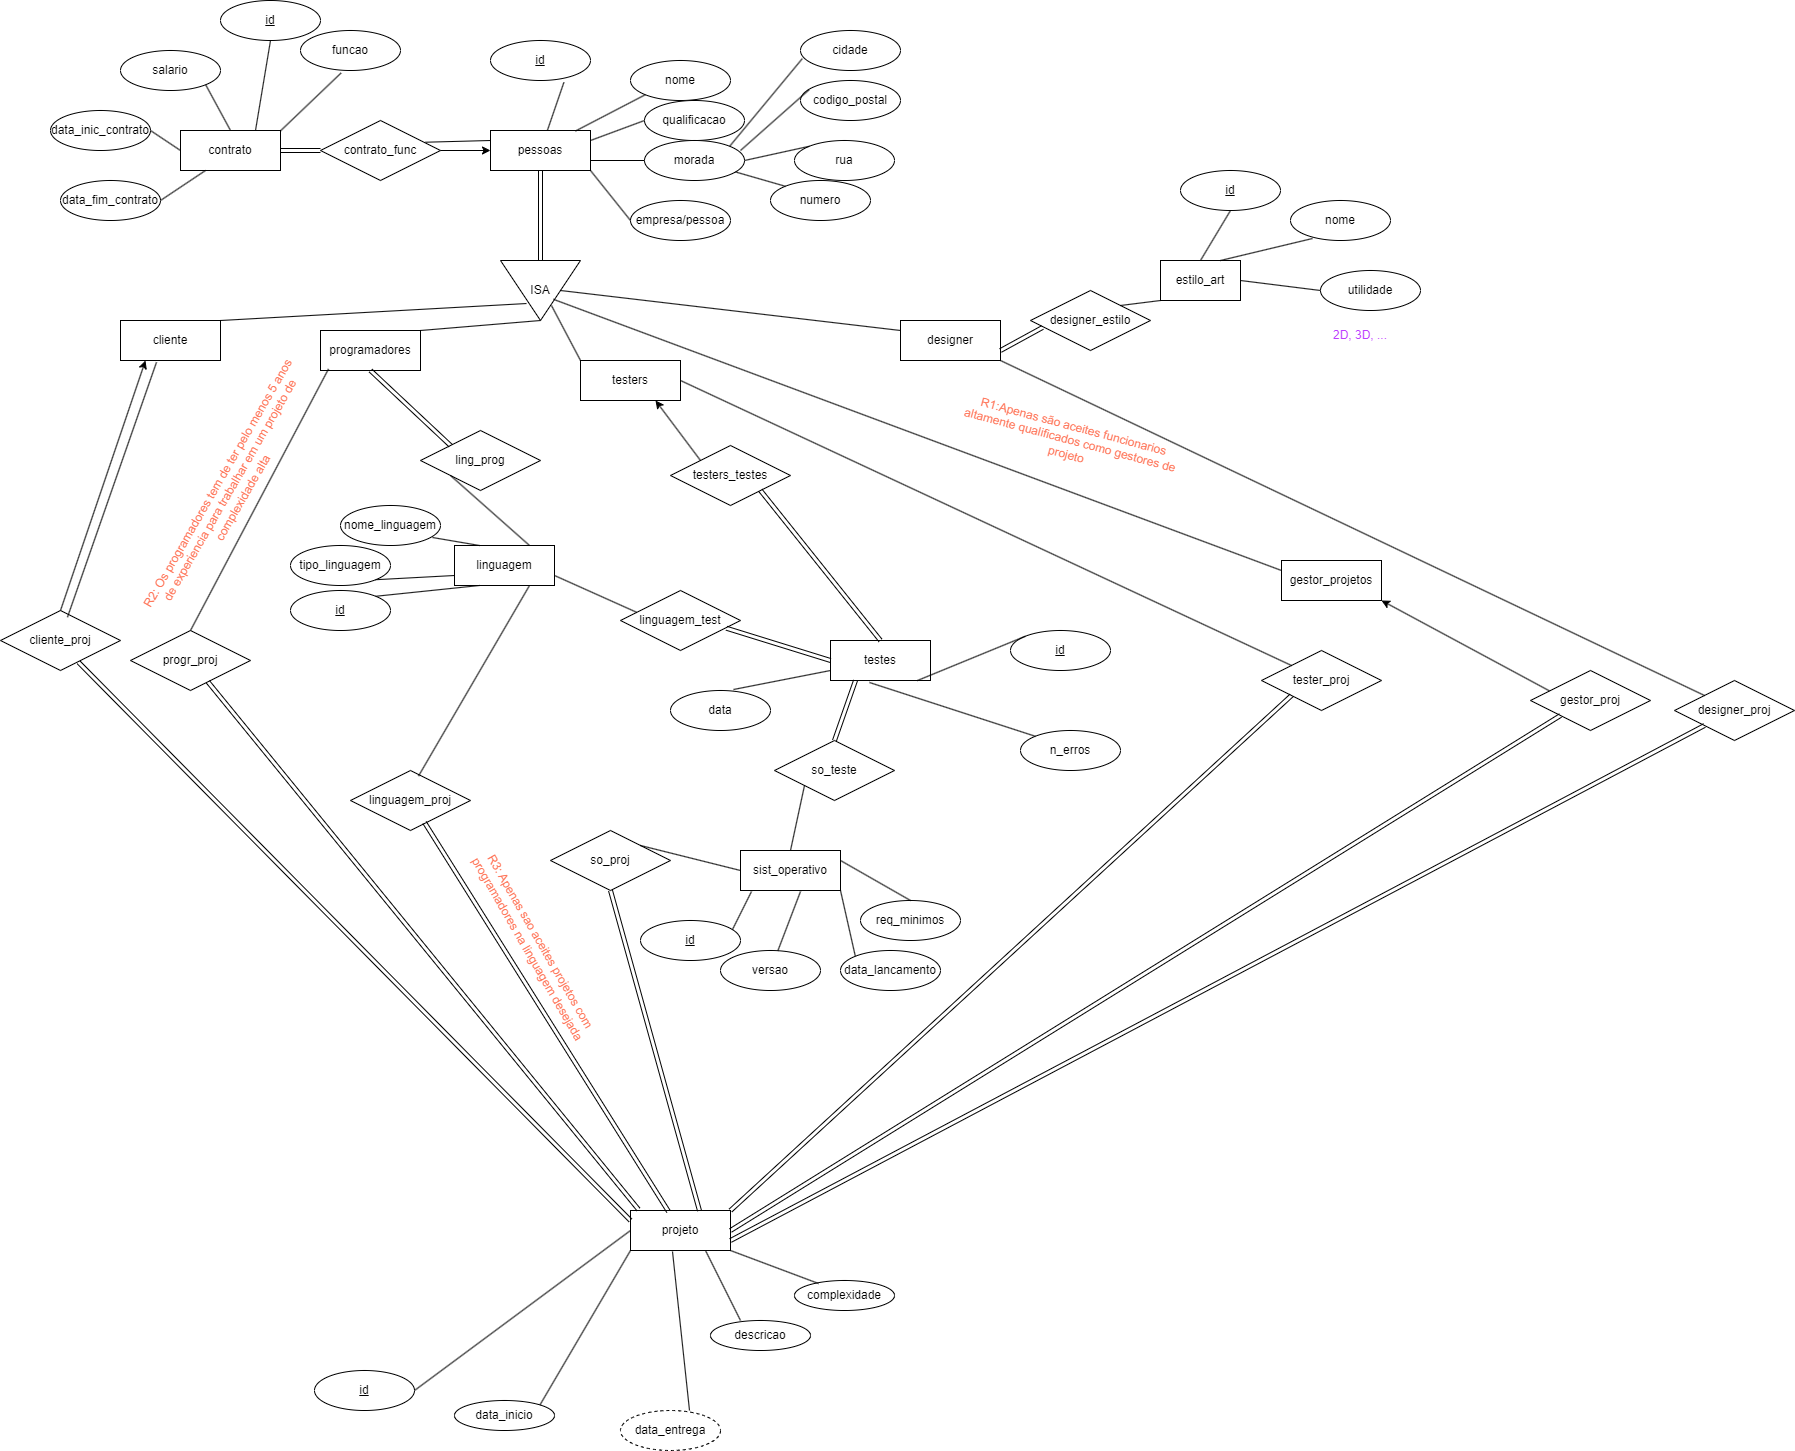 id
funcao
salario
data_inic_contrato
contrato
data_fim_contrato
contrato_func
id
pessoas
nome
qualificacao
morada
empresa/pessoa
cidade
codigo_postal
rua
numero
ISA
id
nome
estilo_art
utilidade
2D, 3D, ...
designer_estilo
designer
cliente
programadores
testers
R1:Apenas são aceites funcionarios
altamente qualificados como gestores de
projeto
R2: Os programadores tem de ter pelo menos 5 anos
de experiencia para trabalhar em um projeto de
complexidade alta
ling_prog
testers_testes
nome_linguagem
tipo_linguagem
id
linguagem
linguagem_test
gestor_projetos
cliente_proj
progr_proj
testes
id
data
n_erros
tester_proj
gestor_proj
designer_proj
so_teste
linguagem_proj
so_proj
sist_operativo
id
versao
data_lancamento
req_minimos
R3: Apenas sao aceites projetos com
programadores na linguagem desejada
projeto
complexidade
descricao
id
data_inicio
data_entrega